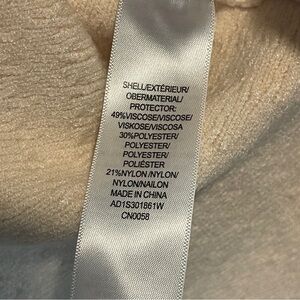 SHELL/EXTÉRIEUR/
OBERMATERIAL/
PROTECTOR:
49%VISCOSE/VISCOSE/
VISKOSE/VISCOSA
30%POLYESTER/
POLYESTER/
POLYESTER/
POLIÉSTER
21%NYLON /NYLON/
NYLON/NAILON
MADE IN CHINA
AD1S301861W
CN0058